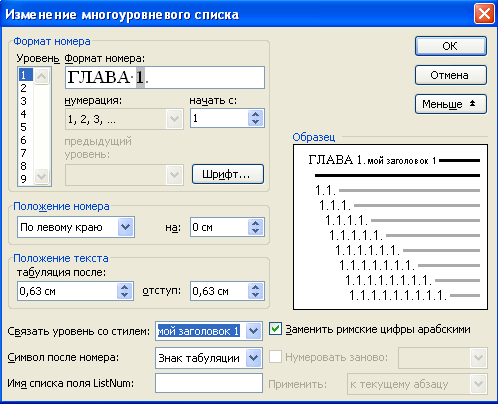 Изменение многоуровневого списка
Формат номера
Уровень Формат номера:
1 ГЛАВА· 1.
2
3
4
5
6
7
8
9
нумерация: начать с:
1, 2, 3, ... 1
предыдущий
уровень:
Шрифт...
Положение номера
По левому краю на: 0 см
Положение текста
табуляция после:
0,63 см отступ: 0,63 см
ОК
Отмена
Меньше
Образец
ГЛАВА 1. мой заголовок 1
1.1.
1.1.1.
1.1.1.1.
1.1.1.1.1.
1.1.1.1.1.1.
1.1.1.1.1.1.1.
1.1.1.1.1.1.1.1.
1.1.1.1.1.1.1.1.1.
Связать уровень со стилем: мой заголовок 1 Заменить римские цифры арабскими
Символ после номера: Знак табуляции Нумеровать заново:
Имя списка поля ListNum: Применить: к текущему абзацу